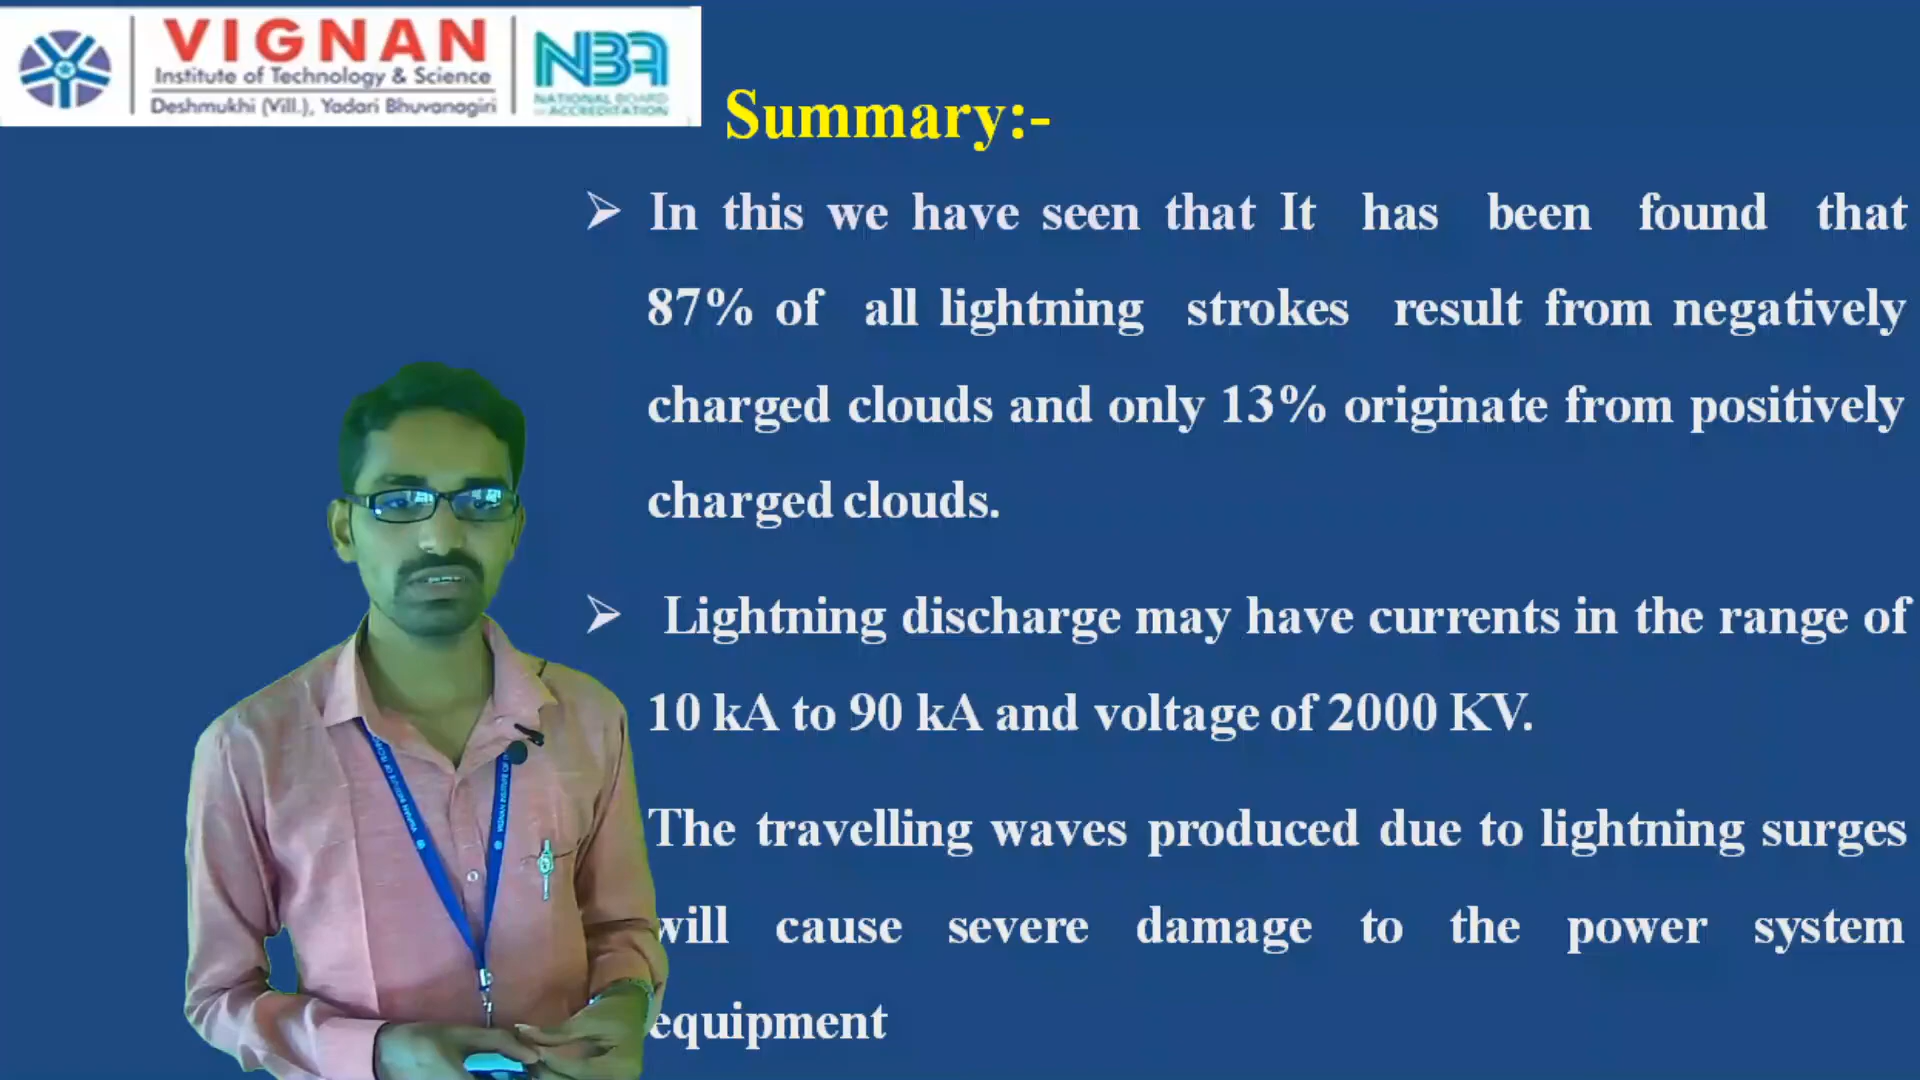 VIGNAN
Institute of Technology & Science
Deshmukhi (Vill.), Yadari Bhuvanagiri
NBA
NATIONAL BOARD
of ACCREDITATION
Summary:-
In this we have seen that It has been found that
87% of all lightning strokes result from negatively
charged clouds and only 13% originate from positively
charged clouds.
Lightning discharge may have currents in the range of
10 kA to 90 kA and voltage of 2000 KV.
The travelling waves produced due to lightning surges
will cause severe damage to the power system
equipment